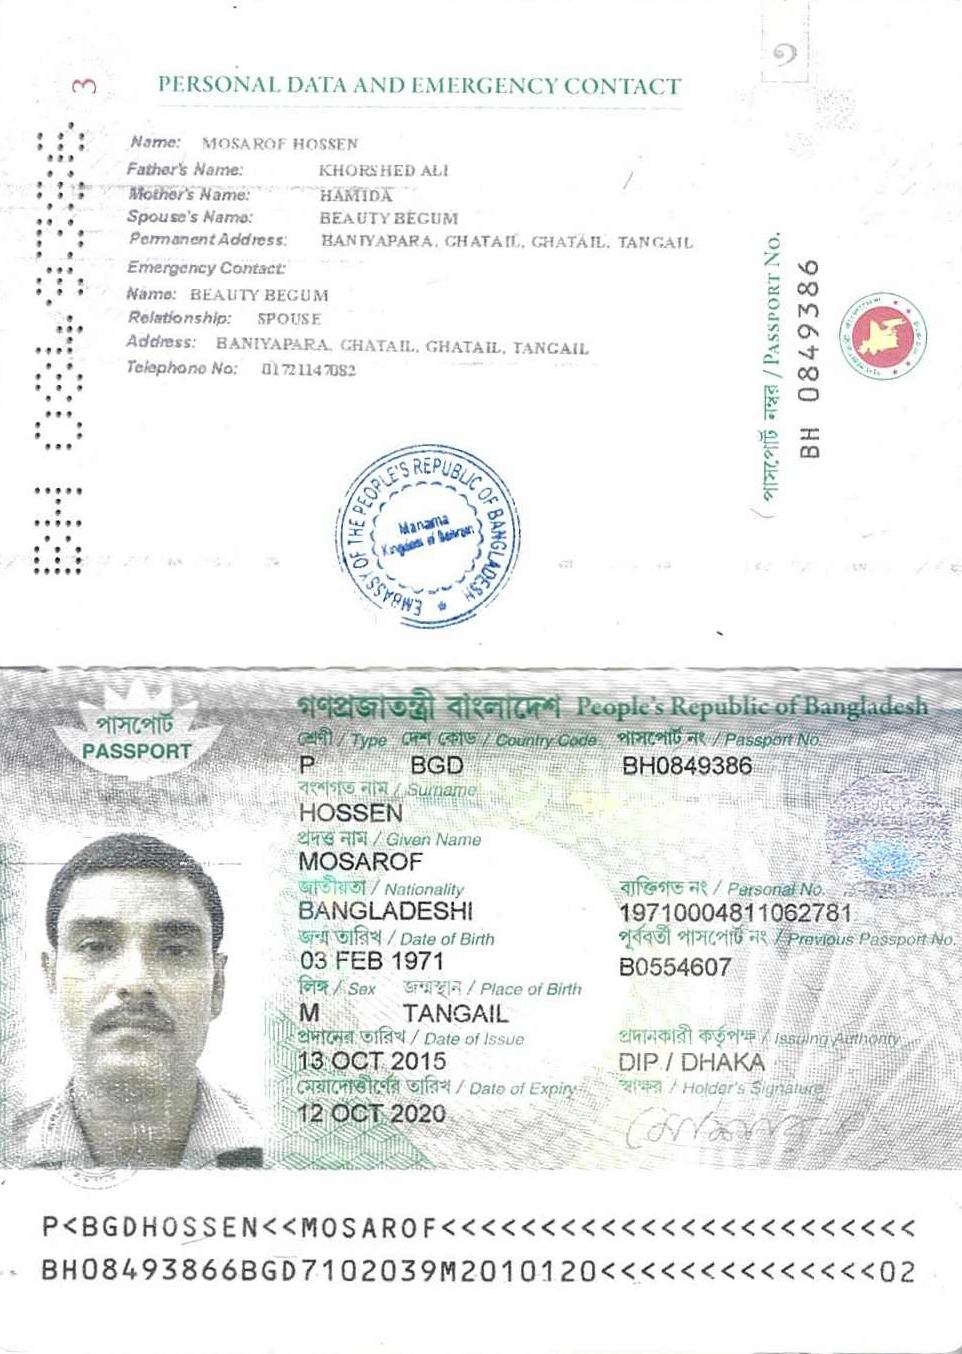 3
PERSONAL DATA AND EMERGENCY CONTACT
Name: MOSAROF HOSSEN
Father's Name: KHORSHED ALI
Mother's Name: HAMIDA
Spouse's Name: BEAUTY BEGUM
Permanent Address: BANIYAPARA, GHATAIL, GHATAIL, TANGAIL
Emergency Contact:
Name: BEAUTY BEGUM
Relationship: SPOUSE
Address: BANIYAPARA, GHATAIL, GHATAIL, TANGAIL
Telephone No: 01721147082
BH 0849386
EMBASSY OF THE PEOPLE'S REPUBLIC OF BANGLADESH
Manama
Kingdom of Bahrain
পাসপোর্ট নম্বর / PASSPORT No.
BH 0849386
পাসপোর্ট
PASSPORT
গণপ্রজাতন্ত্রী বাংলাদেশ People's Republic of Bangladesh
শ্রেণী / Type দেশ কোড / Country Code পাসপোর্ট নং / Passport No.
P BGD BH0849386
বংশগত নাম / Surname
HOSSEN
প্রদত্ত নাম / Given Name
MOSAROF
জাতীয়তা / Nationality ব্যক্তিগত নং / Personal No.
BANGLADESHI 19710004811062781
জন্ম তারিখ / Date of Birth পূর্ববর্তী পাসপোর্ট নং / Previous Passport No.
03 FEB 1971 B0554607
লিঙ্গ / Sex জন্মস্থান / Place of Birth
M TANGAIL
প্রদানের তারিখ / Date of Issue প্রদানকারী কর্তৃপক্ষ / Issuing Authority
13 OCT 2015 DIP / DHAKA
মেয়াদোত্তীর্ণের তারিখ / Date of Expiry স্বাক্ষর / Holder's Signature
12 OCT 2020
P<BGDHOSSEN<<MOSAROF<<<<<<<<<<<<<<<<<<<<<<<<
BH08493866BGD7102039M2010120<<<<<<<<<<<<<<02